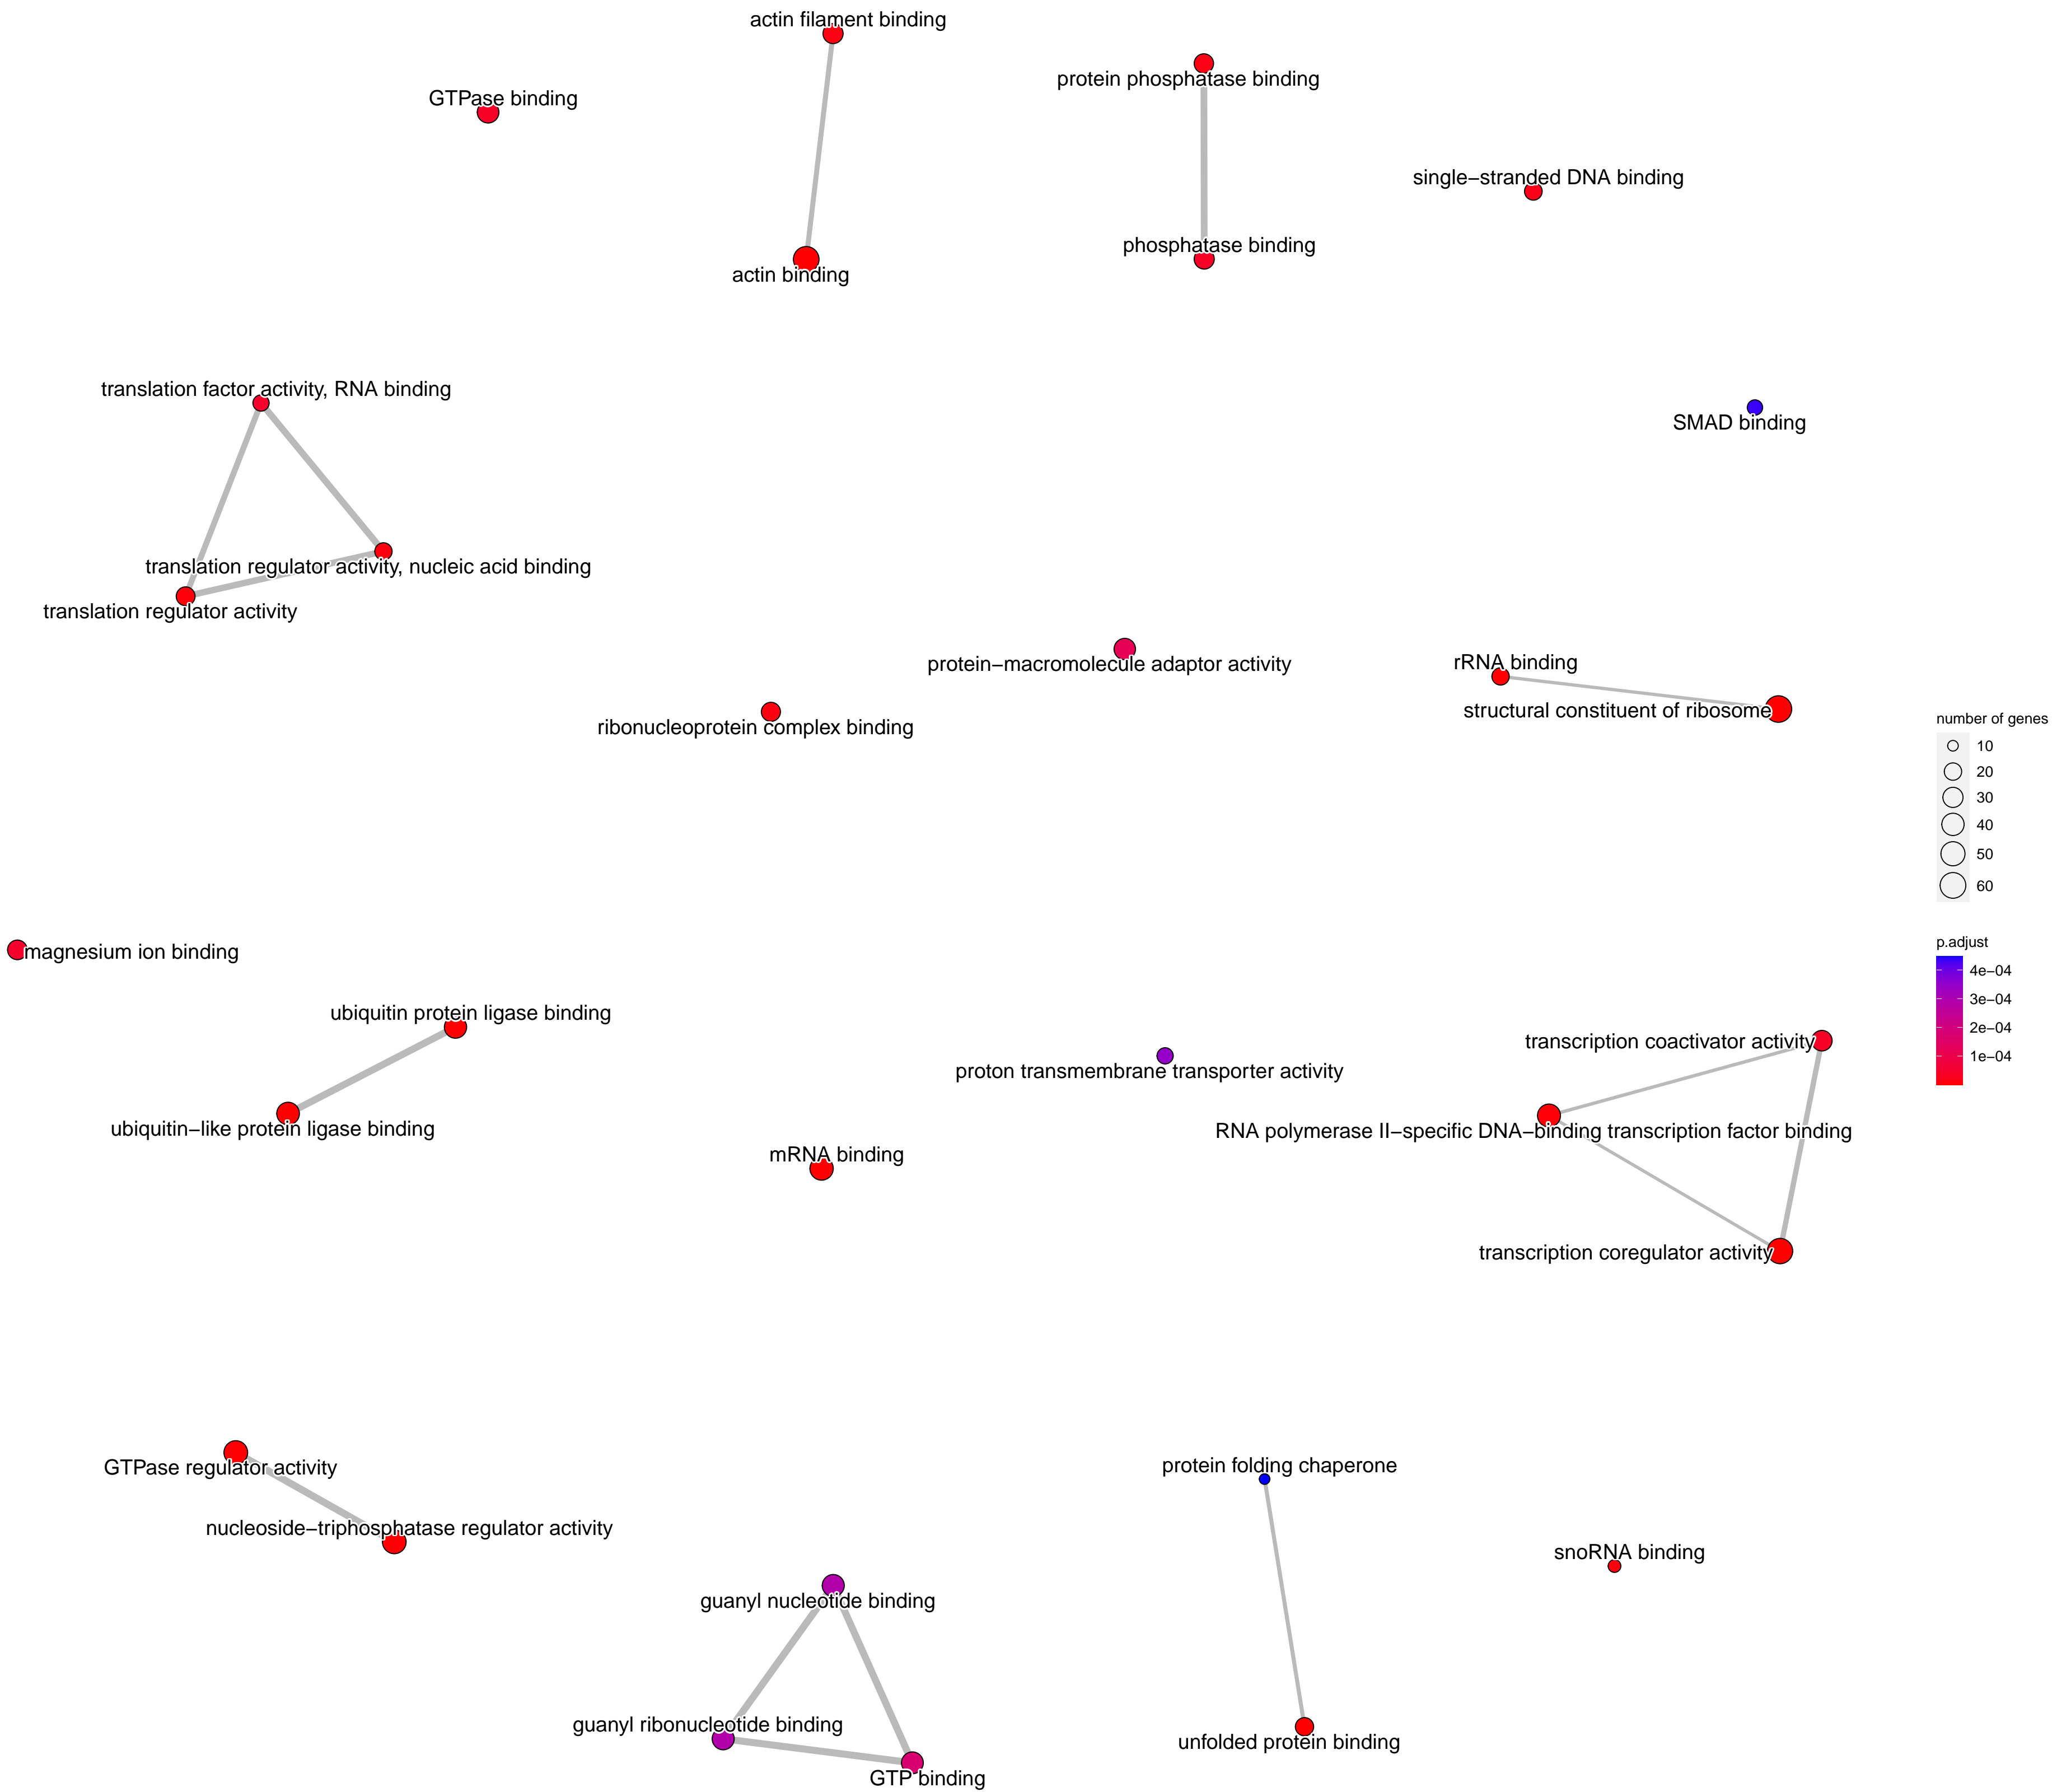 actin filament binding
protein phosphatase binding
GTPase binding
single−stranded DNA binding
phosphatase binding
actin binding
translation factor activity, RNA binding
SMAD binding
translation regulator activity, nucleic acid binding
translation regulator activity
protein−macromolecule adaptor activity
rRNA binding
structural constituent of ribosome
ribonucleoprotein complex binding
number of genes
10
20
30
40
50
60
magnesium ion binding
p.adjust
4e−04
3e−04
2e−04
1e−04
ubiquitin protein ligase binding
transcription coactivator activity
proton transmembrane transporter activity
ubiquitin−like protein ligase binding
RNA polymerase II−specific DNA−binding transcription factor binding
mRNA binding
transcription coregulator activity
GTPase regulator activity
protein folding chaperone
nucleoside−triphosphatase regulator activity
snoRNA binding
guanyl nucleotide binding
guanyl ribonucleotide binding
unfolded protein binding
GTP binding